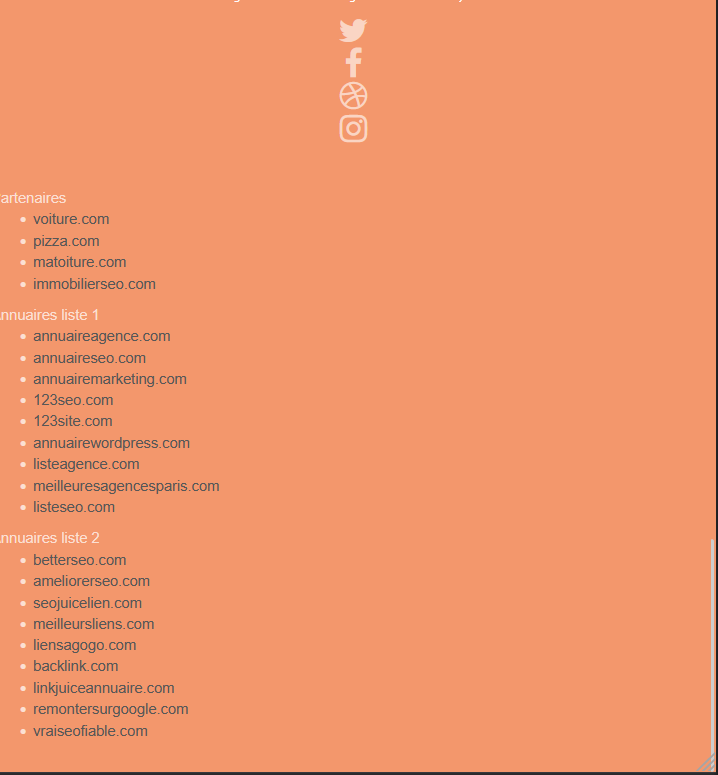 artenaires
voiture.com
pizza.com
matoiture.com
immobilierseo.com
nnuaires liste 1
annuaireagence.com
annuaireseo.com
annuairemarketing.com
123seo.com
123site.com
annuairewordpress.com
listeagence.com
meilleuresagencesparis.com
listeseo.com
nnuaires liste 2
betterseo.com
ameliorerseo.com
seojuicelien.com
meilleursliens.com
liensagogo.com
backlink.com
linkjuiceannuaire.com
remontersurgoogle.com
vraiseofiable.com